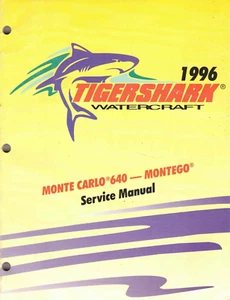 1996
TIGERSHARK®
WATERCRAFT
MONTE CARLO® 640 — MONTEGO®
Service Manual